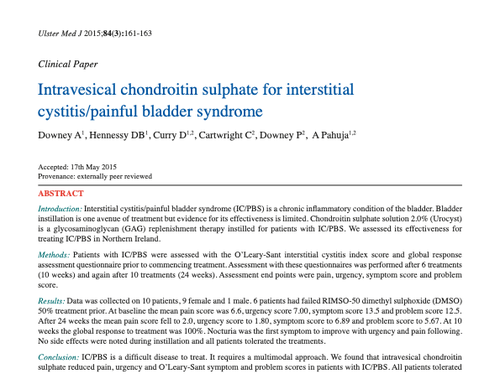 Ulster Med J 2015;84(3):161-163
Clinical Paper
Intravesical chondroitin sulphate for interstitial
cystitis/painful bladder syndrome
Downey A1, Hennessy DB1, Curry D1,2, Cartwright C2, Downey P2, A Pahuja1,2
Accepted: 17th May 2015
Provenance: externally peer reviewed
ABSTRACT
Introduction: Interstitial cystitis/painful bladder syndrome (IC/PBS) is a chronic inflammatory condition of the bladder. Bladder
instillation is one avenue of treatment but evidence for its effectiveness is limited. Chondroitin sulphate solution 2.0% (Urocyst)
is a glycosaminoglycan (GAG) replenishment therapy instilled for patients with IC/PBS. We assessed its effectiveness for
treating IC/PBS in Northern Ireland.
Methods: Patients with IC/PBS were assessed with the O'Leary-Sant interstitial cystitis index score and global response
assessment questionnaire prior to commencing treatment. Assessment with these questionnaires was performed after 6 treatments
(10 weeks) and again after 10 treatments (24 weeks). Assessment end points were pain, urgency, symptom score and problem
score.
Results: Data was collected on 10 patients, 9 female and 1 male. 6 patients had failed RIMSO-50 dimethyl sulphoxide (DMSO)
50% treatment prior. At baseline the mean pain score was 6.6, urgency score 7.00, symptom score 13.5 and problem score 12.5.
After 24 weeks the mean pain score fell to 2.0, urgency score to 1.80, symptom score to 6.89 and problem score to 5.67. At 10
weeks the global response to treatment was 100%. Nocturia was the first symptom to improve with urgency and pain following.
No side effects were noted during instillation and all patients tolerated the treatments.
Conclusion: IC/PBS is a difficult disease to treat. It requires a multimodal approach. We found that intravesical chondroitin
sulphate reduced pain, urgency and O'Leary-Sant symptom and problem scores in patients with IC/PBS. All patients tolerated